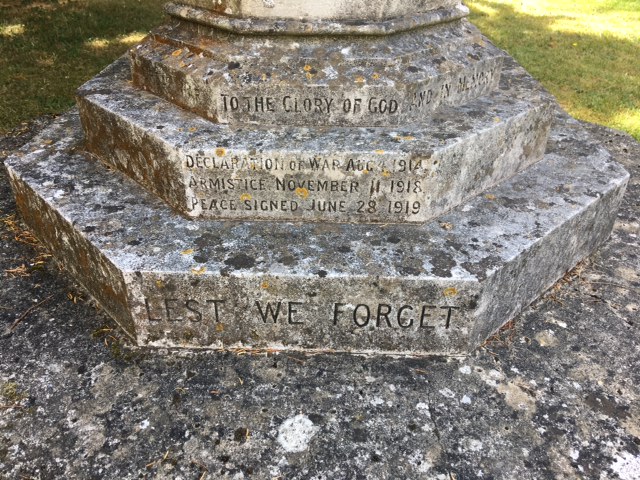 TO THE GLORY OF GOD AND IN MEMORY
DECLARATION OF WAR AUG 4 1914.
ARMISTICE NOVEMBER 11 1918.
PEACE SIGNED JUNE 28 1919
LEST WE FORGET